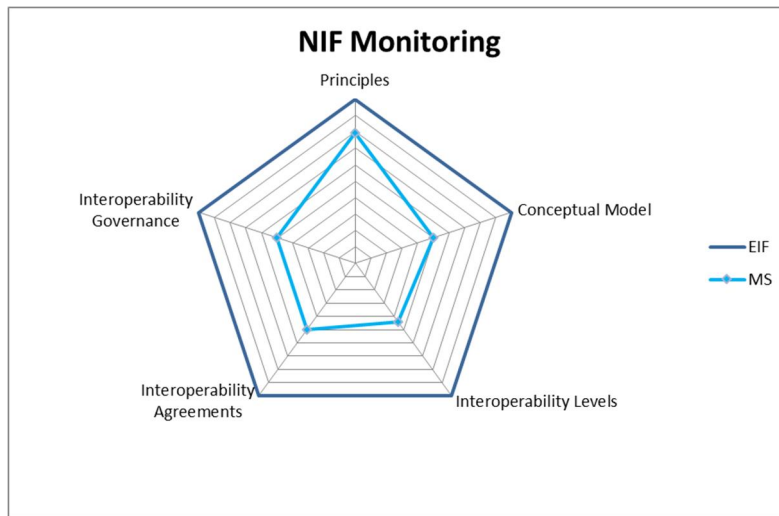 NIF Monitoring
Principles
Interoperability
Governance
Conceptual Model
EIF
MS
Interoperability
Agreements
Interoperability Levels